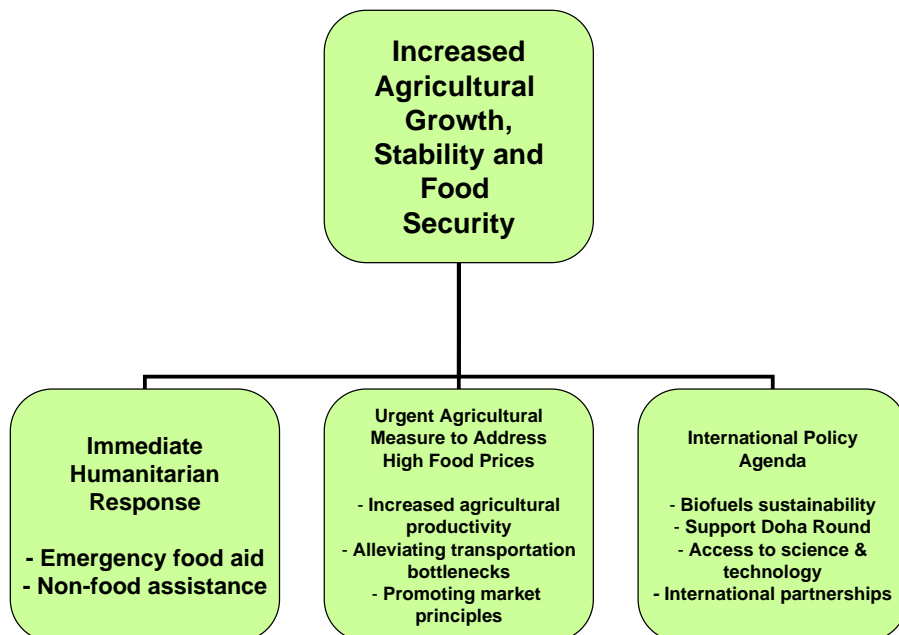 Increased
Agricultural
Growth,
Stability and
Food
Security
Immediate
Humanitarian
Response
- Emergency food aid
- Non-food assistance
Urgent Agricultural
Measure to Address
High Food Prices
- Increased agricultural
productivity
- Alleviating transportation
bottlenecks
- Promoting market
principles
International Policy
Agenda
- Biofuels sustainability
- Support Doha Round
- Access to science &
technology
- International partnerships